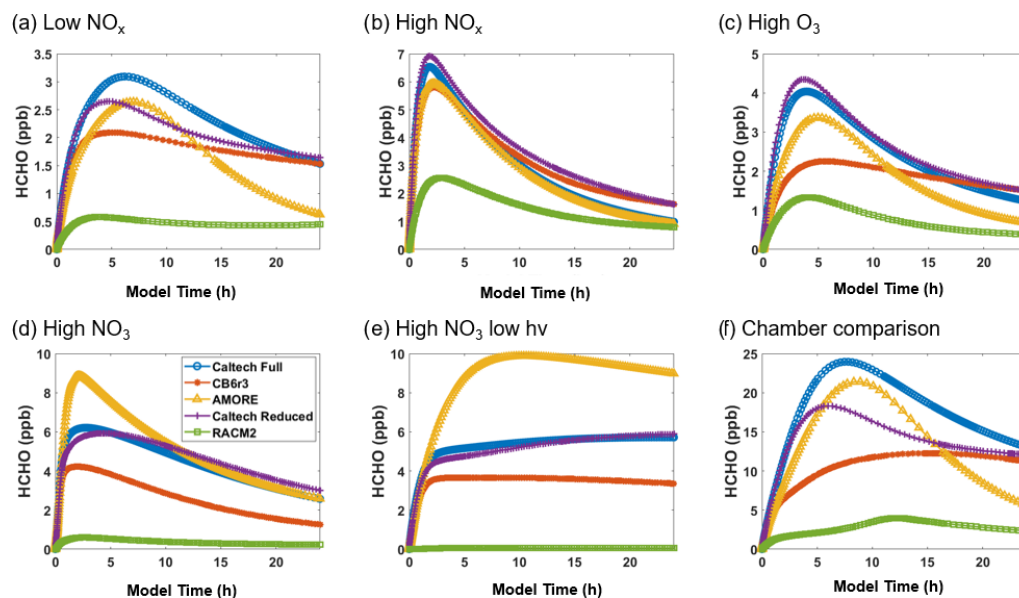 (a) Low NOx
3.5
3
2.5
2
1.5
1
0.5
0
HCHO (ppb)
0 5 10 15 20
Model Time (h)
(b) High NOx
7
6
5
4
3
2
1
0
HCHO (ppb)
0 5 10 15 20
Model Time (h)
(c) High O3
5
4
3
2
1
0
HCHO (ppb)
0 5 10 15 20
Model Time (h)
(d) High NO3
10
8
6
4
2
0
HCHO (ppb)
Caltech Full
CB6r3
AMORE
Caltech Reduced
RACM2
0 5 10 15 20
Model Time (h)
(e) High NO3 low hv
10
8
6
4
2
0
HCHO (ppb)
0 5 10 15 20
Model Time (h)
(f) Chamber comparison
25
20
15
10
5
0
HCHO (ppb)
0 5 10 15 20
Model Time (h)